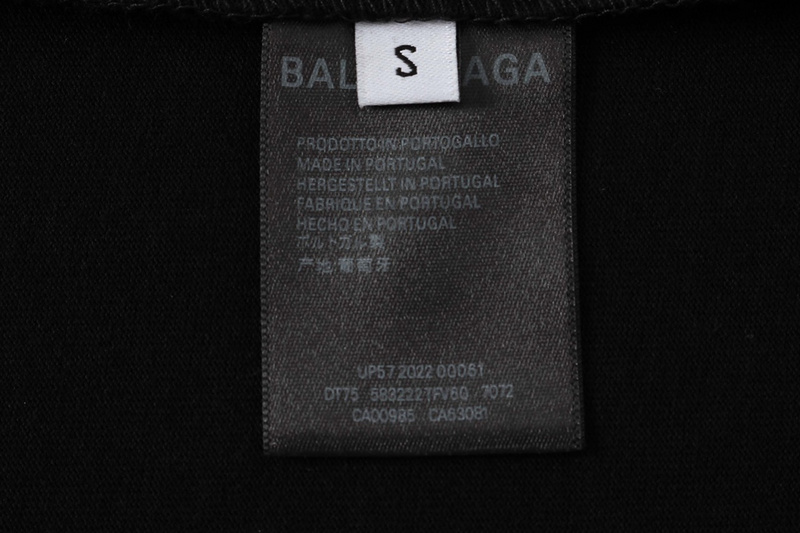 S
BAL AGA
PRODOTTO IN PORTOGALLO
MADE IN PORTUGAL
HERGESTELLT IN PORTUGAL
FABRIQUE EN PORTUGAL
HECHO EN PORTUGAL
ポルトガル製
产地:葡萄牙
UP57 2022 00061
DT75 583222TFV60 7072
CA00985 CA53081